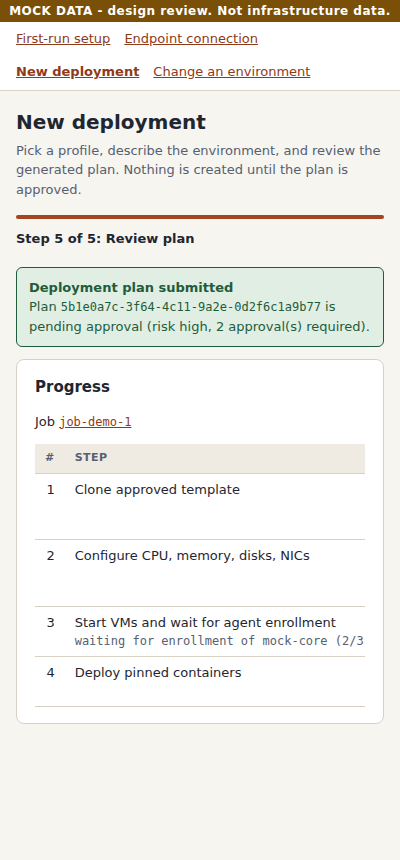 MOCK DATA - design review. Not infrastructure data.
First-run setup Endpoint connection
New deployment Change an environment
New deployment
Pick a profile, describe the environment, and review the
generated plan. Nothing is created until the plan is
approved.
Step 5 of 5: Review plan
Deployment plan submitted
Plan 5b1e0a7c-3f64-4c11-9a2e-0d2f6c1a9b77 is
pending approval (risk high, 2 approval(s) required).
Progress
Job job-demo-1
# STEP
1 Clone approved template
2 Configure CPU, memory, disks, NICs
3 Start VMs and wait for agent enrollment
waiting for enrollment of mock-core (2/3
4 Deploy pinned containers